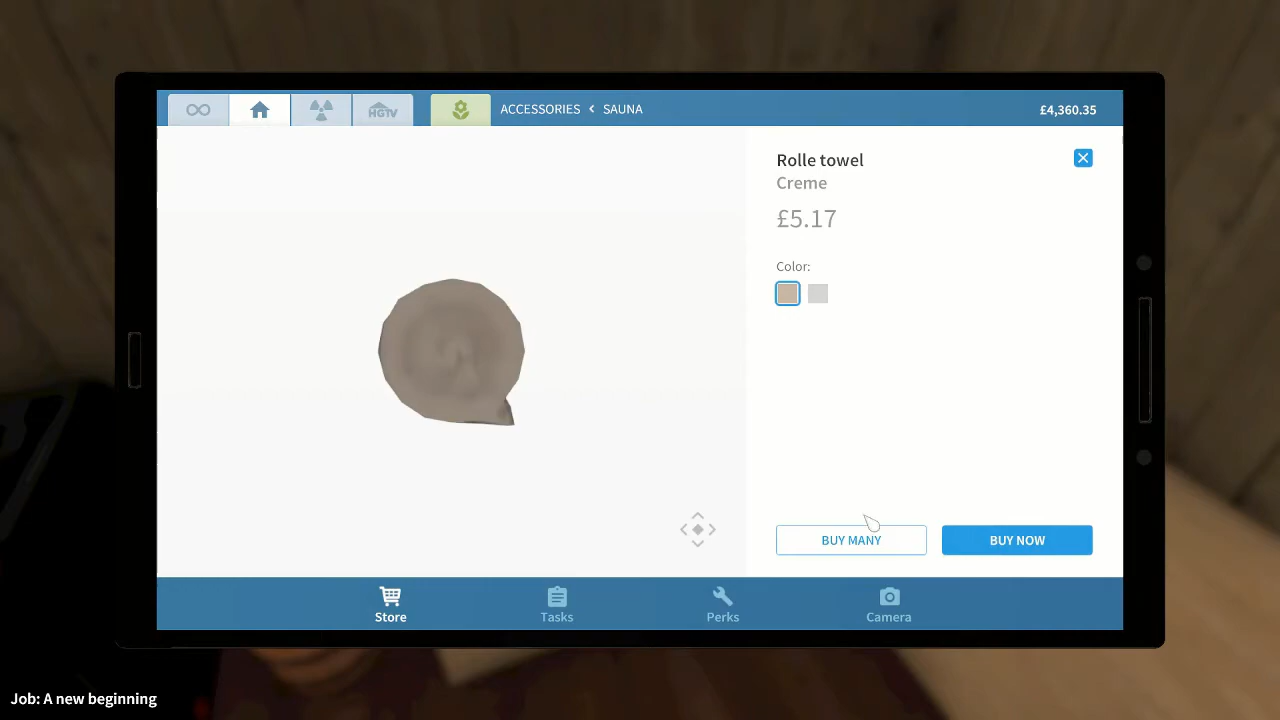 HGTV
ACCESSORIES < SAUNA
£4,360.35
Rolle towel
Creme
£5.17
Color:
BUY MANY
BUY NOW
Store
Tasks
Perks
Camera
Job: A new beginning